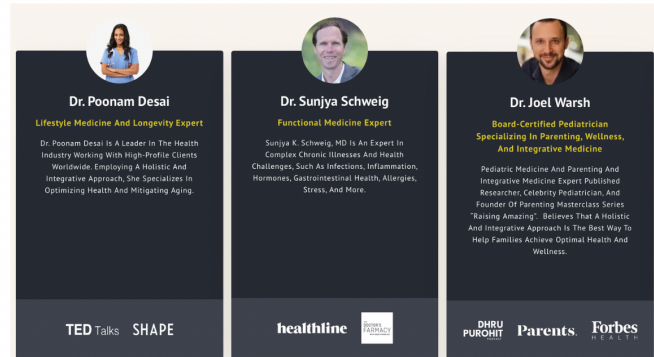 Dr. Poonam Desai
Lifestyle Medicine And Longevity Expert
Dr. Poonam Desai Is A Leader In The Health
Industry Working With High-Profile Clients
Worldwide. Employing A Holistic And
Integrative Approach, She Specializes In
Optimizing Health And Mitigating Aging.
TED Talks SHAPE
Dr. Sunjya Schweig
Functional Medicine Expert
Sunjya K. Schweig, MD Is An Expert In
Complex Chronic Illnesses And Health
Challenges, Such As Infections, Inflammation,
Hormones, Gastrointestinal Health, Allergies,
Stress, And More.
healthline
DOCTOR'S
FARMACY
Dr. Joel Warsh
Board-Certified Pediatrician
Specializing In Parenting, Wellness,
And Integrative Medicine
Pediatric Medicine And Parenting And
Integrative Medicine Expert Published
Researcher, Celebrity Pediatrician, And
Founder Of Parenting Masterclass Series
“Raising Amazing”. Believes That A Holistic
And Integrative Approach Is The Best Way To
Help Families Achieve Optimal Health And
Wellness.
DHRU
PUROHIT
PODCAST
Parents.
Forbes
HEALTH